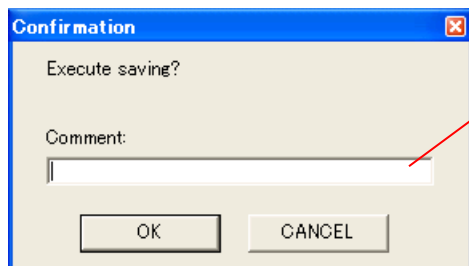 Confirmation
Execute saving?
Comment:
OK
CANCEL